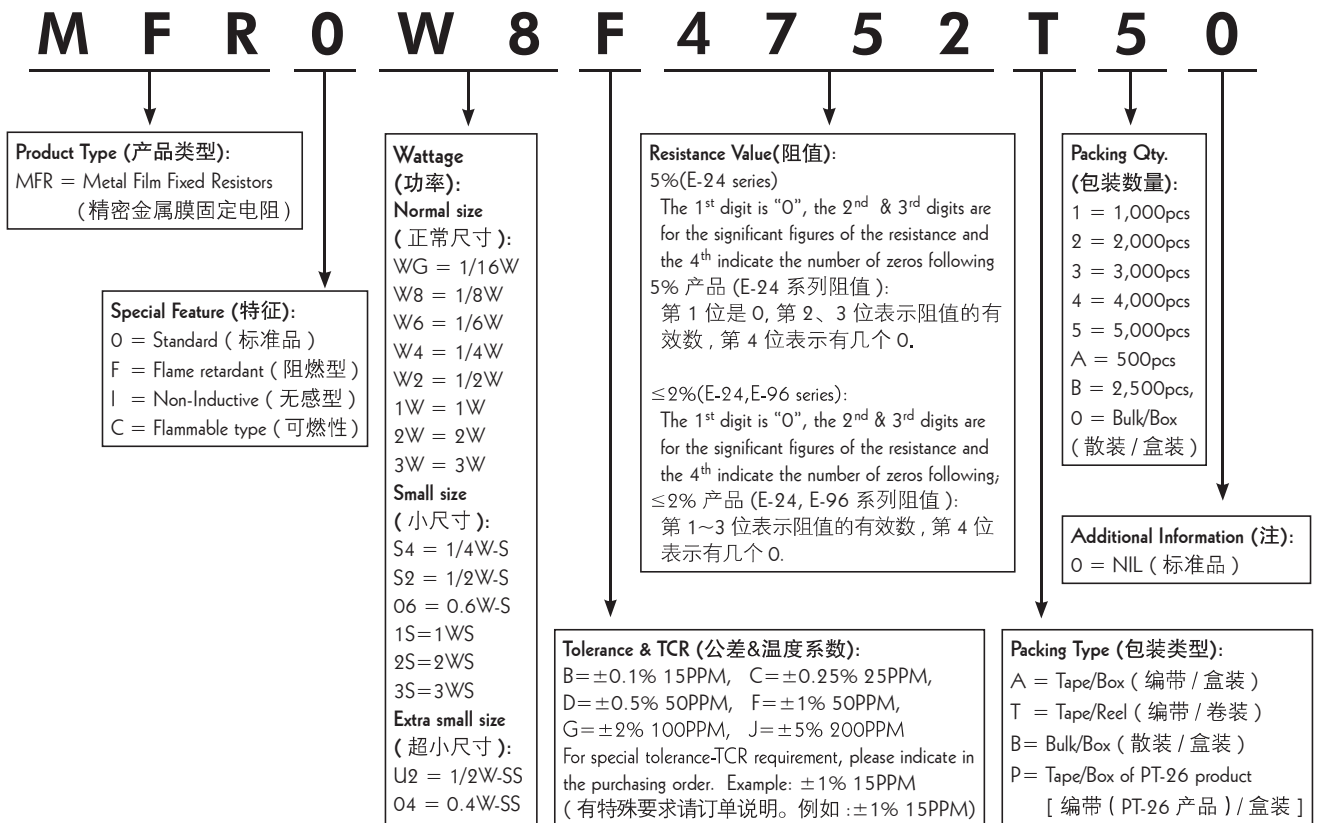 M F R 0 W 8 F 4 7 5 2 T 5 0
Product Type (产品类型):
MFR = Metal Film Fixed Resistors
(精密金属膜固定电阻)
Special Feature (特征):
0 = Standard (标准品)
F = Flame retardant (阻燃型)
I = Non-Inductive (无感型)
C = Flammable type (可燃性)
Wattage
(功率):
Normal size
(正常尺寸):
WG = 1/16W
W8 = 1/8W
W6 = 1/6W
W4 = 1/4W
W2 = 1/2W
1W = 1W
2W = 2W
3W = 3W
Small size
(小尺寸):
S4 = 1/4W-S
S2 = 1/2W-S
06 = 0.6W-S
1S=1WS
2S=2WS
3S=3WS
Extra small size
(超小尺寸):
U2 = 1/2W-SS
04 = 0.4W-SS
Resistance Value(阻值):
5%(E-24 series)
The 1st digit is “0”, the 2nd & 3rd digits are
for the significant figures of the resistance and
the 4th indicate the number of zeros following
5% 产品 (E-24 系列阻值):
第 1 位是 0, 第 2、3 位表示阻值的有
效数, 第 4 位表示有几个 0.
≤2%(E-24,E-96 series):
The 1st digit is “0”, the 2nd & 3rd digits are
for the significant figures of the resistance and
the 4th indicate the number of zeros following;
≤2% 产品 (E-24, E-96 系列阻值):
第 1~3 位表示阻值的有效数, 第 4 位
表示有几个 0.
Tolerance & TCR (公差&温度系数):
B=±0.1% 15PPM, C=±0.25% 25PPM,
D=±0.5% 50PPM, F=±1% 50PPM,
G=±2% 100PPM, J=±5% 200PPM
For special tolerance-TCR requirement, please indicate in
the purchasing order. Example: ±1% 15PPM
(有特殊要求请订单说明。例如:±1% 15PPM)
Packing Qty.
(包装数量):
1 = 1,000pcs
2 = 2,000pcs
3 = 3,000pcs
4 = 4,000pcs
5 = 5,000pcs
A = 500pcs
B = 2,500pcs,
0 = Bulk/Box
(散装/盒装)
Additional Information (注):
0 = NIL (标准品)
Packing Type (包装类型):
A = Tape/Box (编带/盒装)
T = Tape/Reel (编带/卷装)
B= Bulk/Box (散装/盒装)
P= Tape/Box of PT-26 product
[编带(PT-26 产品)/盒装]